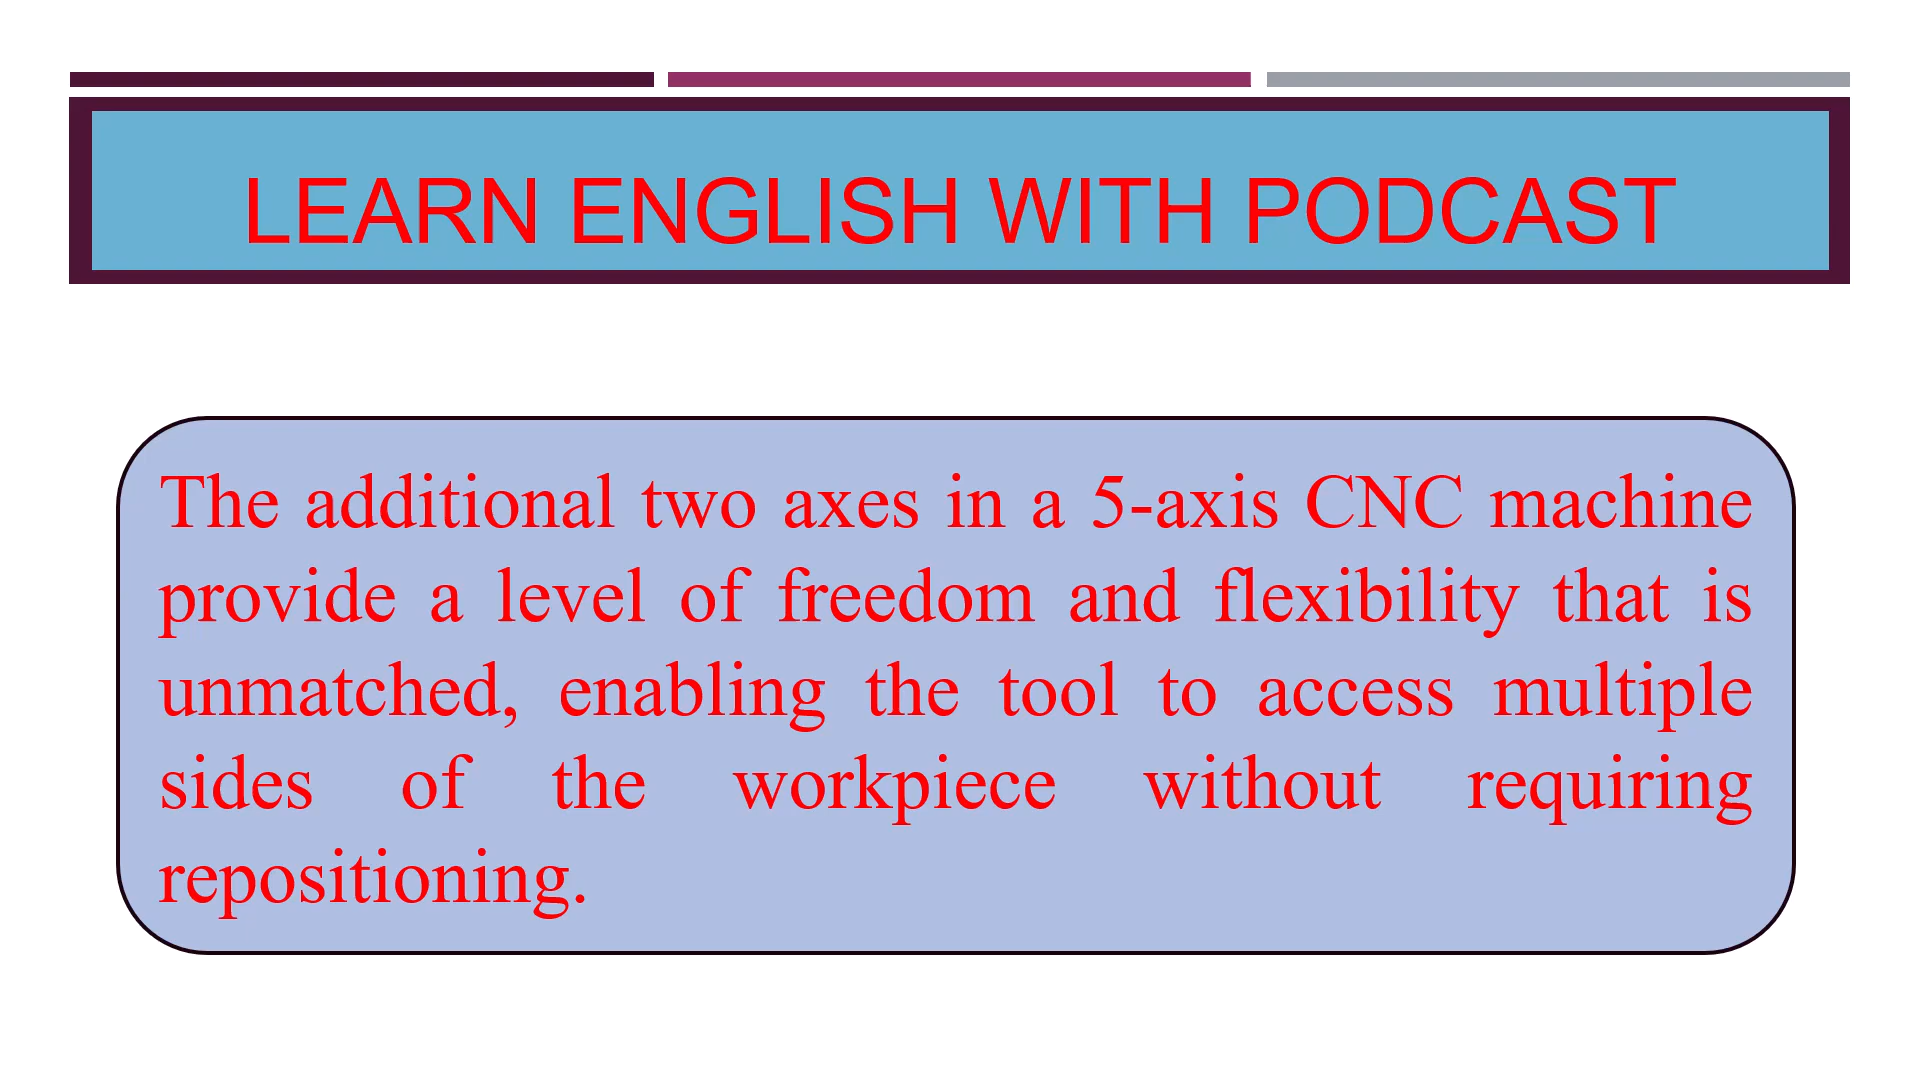 LEARN ENGLISH WITH PODCAST
The additional two axes in a 5-axis CNC machine
provide a level of freedom and flexibility that is
unmatched, enabling the tool to access multiple
sides of the workpiece without requiring
repositioning.